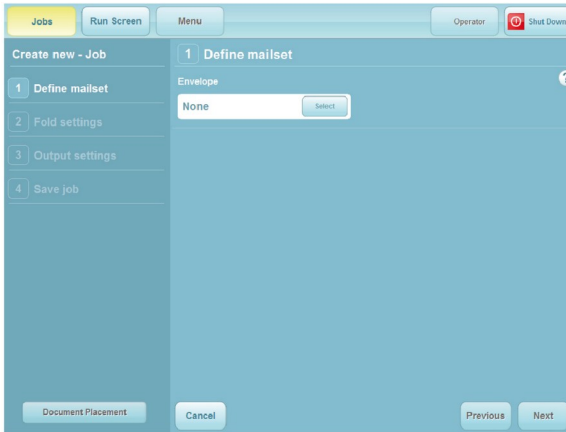 Jobs
Run Screen
Menu
Operator
Shut Down
Create new - Job
1 Define mailset
2 Fold settings
3 Output settings
4 Save job
Document Placement
1 Define mailset
Envelope
?
None
Select
Cancel
Previous
Next